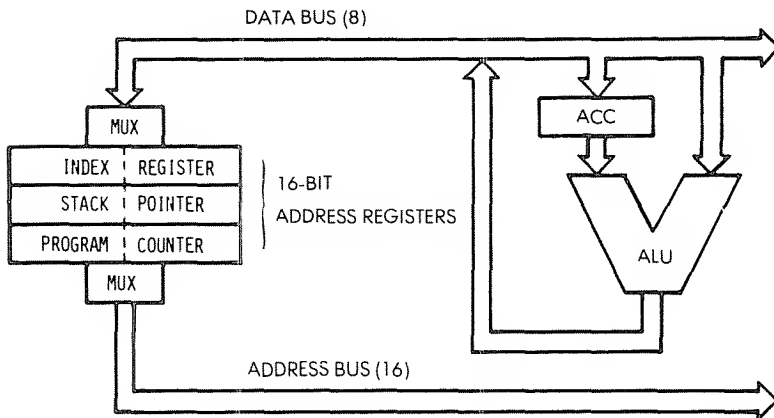 DATA BUS (8)
MUX
INDEX REGISTER
STACK POINTER
PROGRAM COUNTER
MUX
16-BIT
ADDRESS REGISTERS
ACC
ALU
ADDRESS BUS (16)